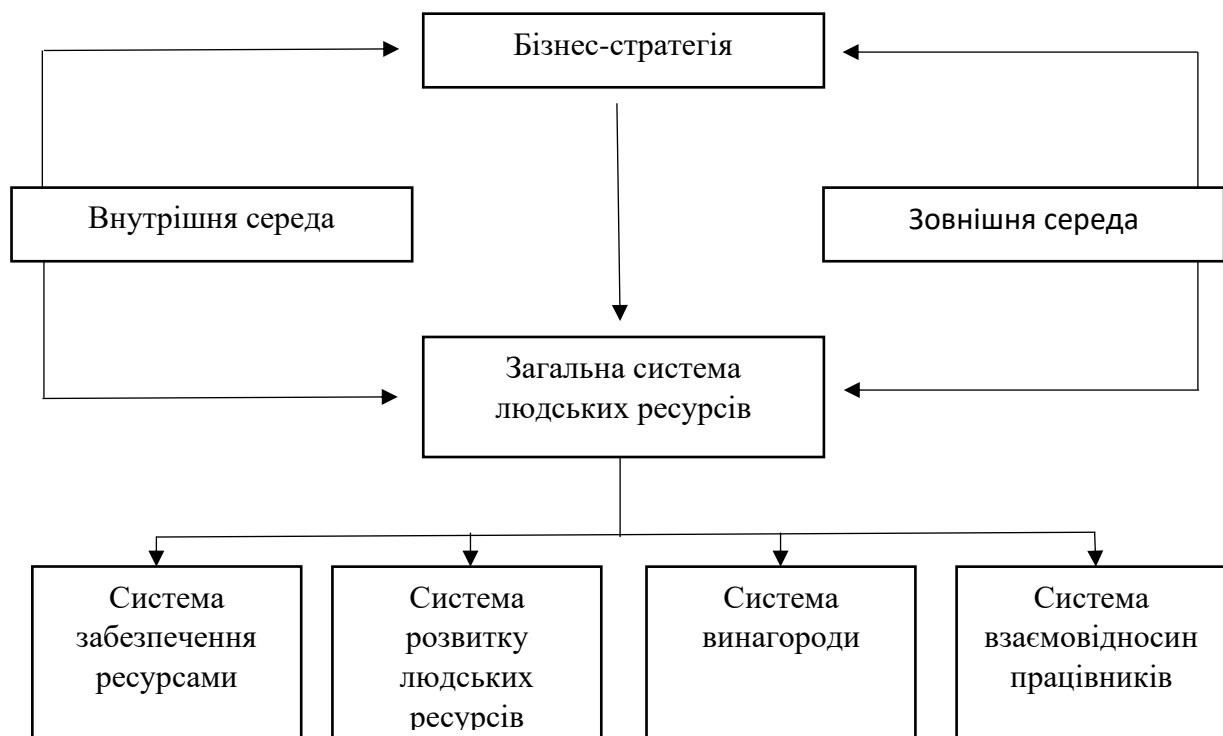 Бізнес-стратегія
Внутрішня середа
Зовнішня середа
Загальна система
людських ресурсів
Система
забезпечення
ресурсами
Система
розвитку
людських
ресурсів
Система
винагороди
Система
взаємовідносин
працівників